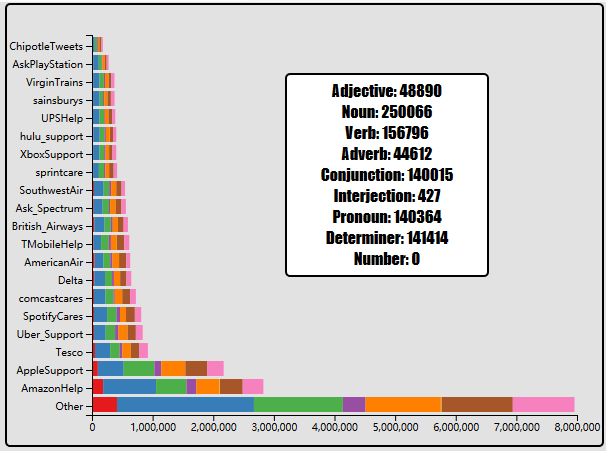 ChipotleTweets
AskPlayStation
VirginTrains
sainsburys
UPSHelp
hulu_support
XboxSupport
sprintcare
SouthwestAir
Ask_Spectrum
British_Airways
TMobileHelp
AmericanAir
Delta
comcastcares
SpotifyCares
Uber_Support
Tesco
AppleSupport
AmazonHelp
Other
0 1,000,000 2,000,000 3,000,000 4,000,000 5,000,000 6,000,000 7,000,000 8,000,000
Adjective: 48890
Noun: 250066
Verb: 156796
Adverb: 44612
Conjunction: 140015
Interjection: 427
Pronoun: 140364
Determiner: 141414
Number: 0